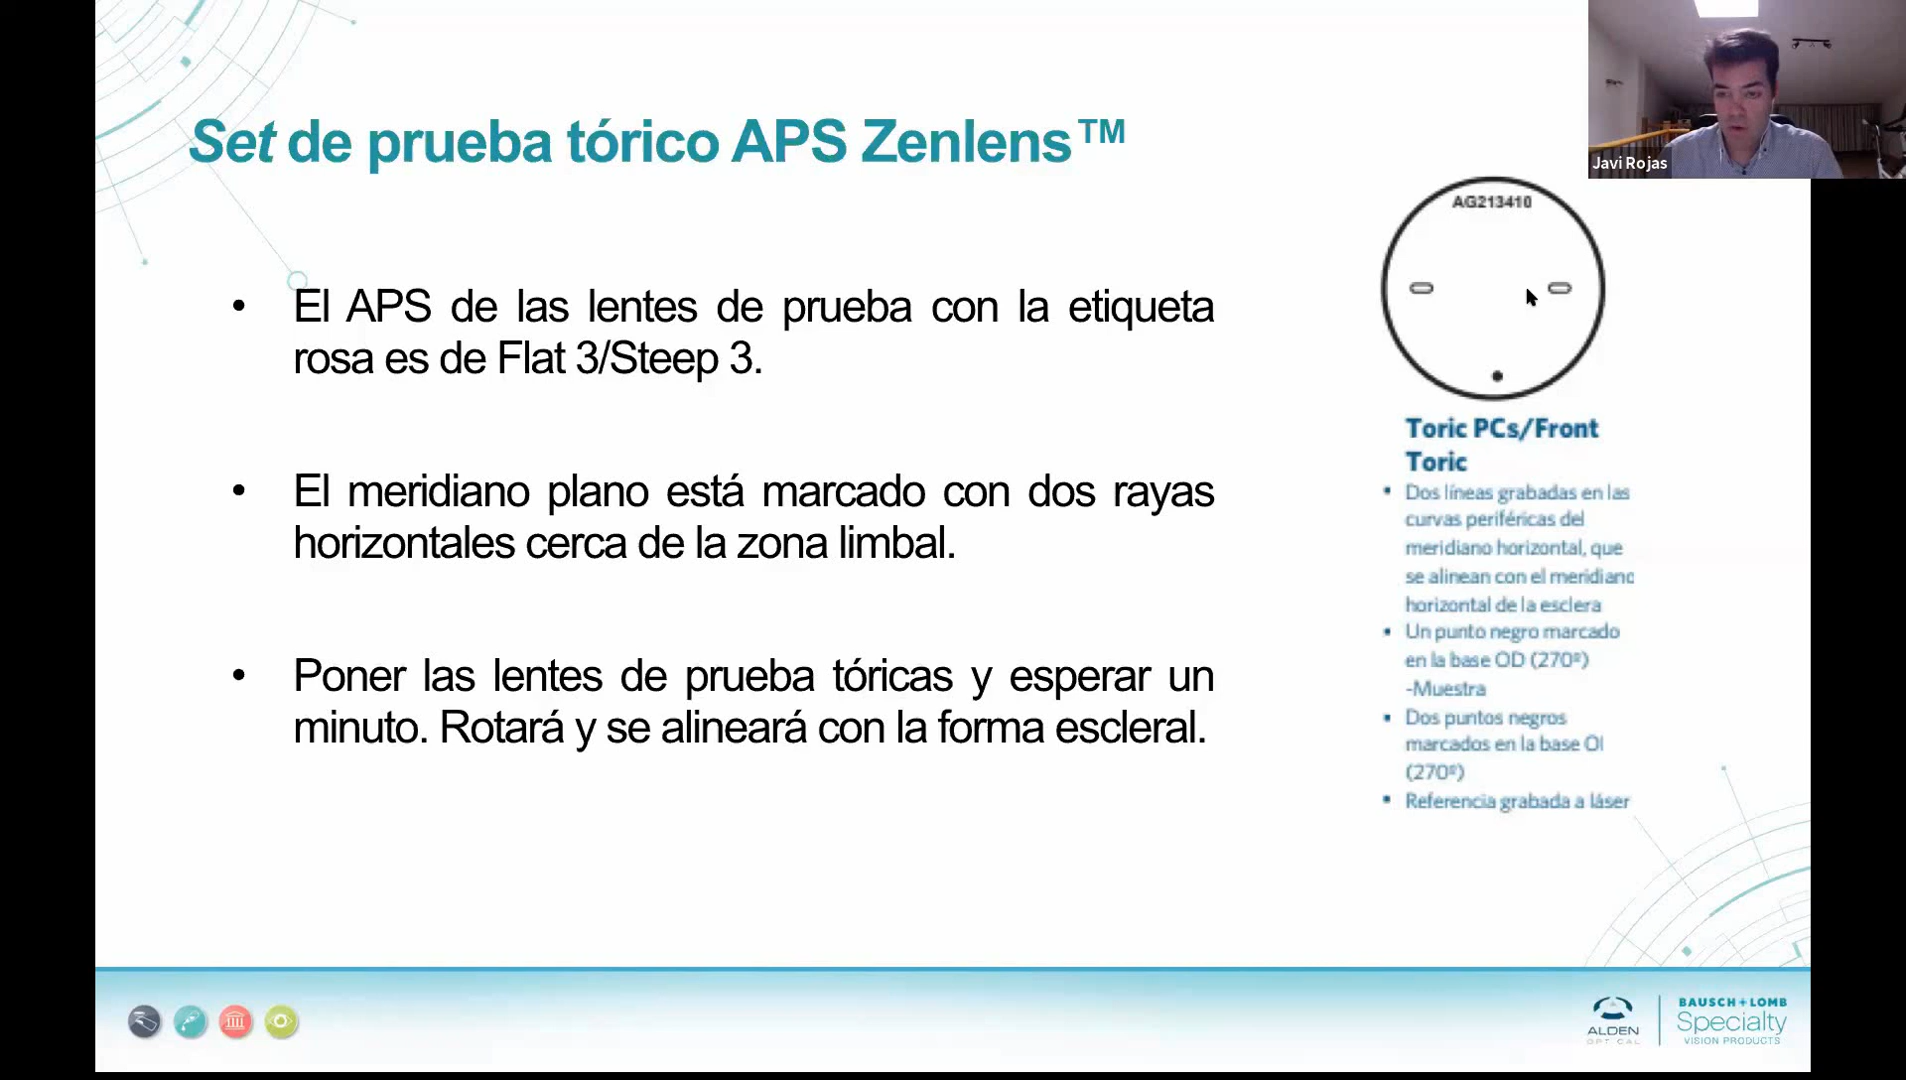 Set de prueba tórico APS Zenlens™
Javi Rojas
• El APS de las lentes de prueba con la etiqueta
rosa es de Flat 3/Steep 3.
• El meridiano plano está marcado con dos rayas
horizontales cerca de la zona limbal.
• Poner las lentes de prueba tóricas y esperar un
minuto. Rotará y se alineará con la forma escleral.
AG213410
Toric PCs/Front
Toric
• Dos líneas grabadas en las
curvas periféricas del
meridiano horizontal, que
se alinean con el meridiano
horizontal de la esclera
• Un punto negro marcado
en la base OD (270º)
-Muestra
• Dos puntos negros
marcados en la base OI
(270º)
• Referencia grabada a láser
ALDEN
OPTICAL
BAUSCH + LOMB
Specialty
VISION PRODUCTS